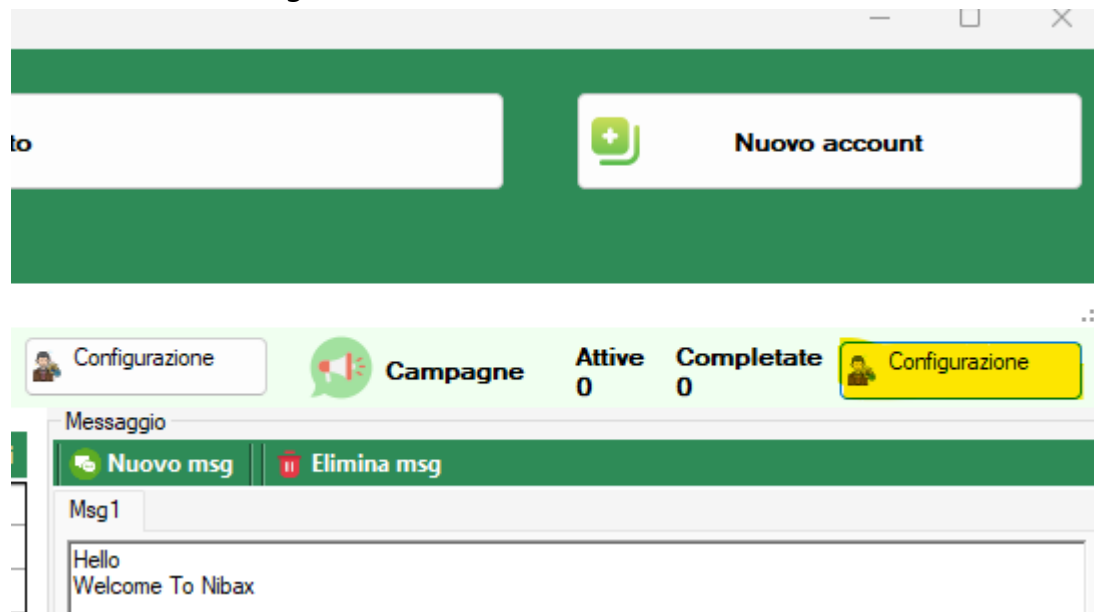 to
Nuovo account
Configurazione
Campagne
Attive
0
Completate
0
Configurazione
Messaggio
Nuovo msg
Elimina msg
Msg1
Hello
Welcome To Nibax